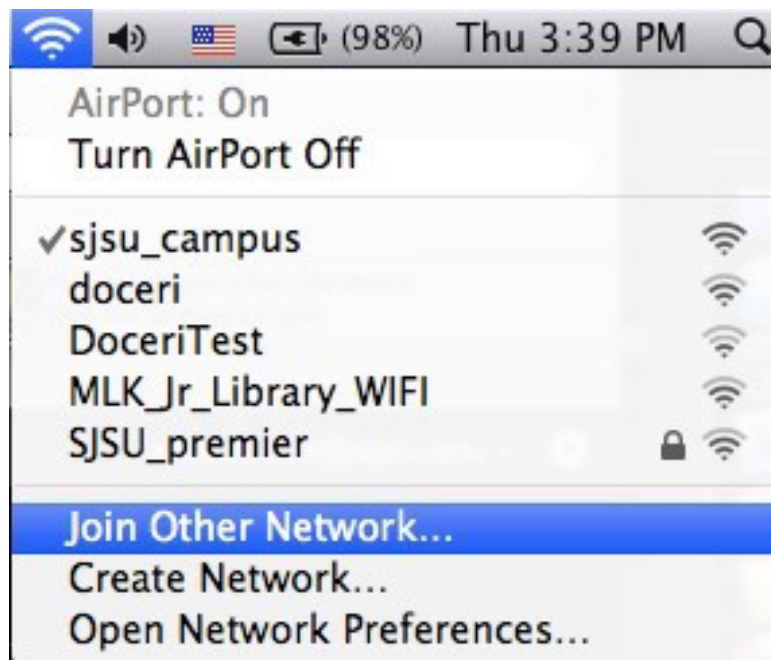 (98%) Thu 3:39 PM
AirPort: On
Turn AirPort Off
✓sjsu_campus
doceri
DoceriTest
MLK_Jr_Library_WIFI
SJSU_premier
Join Other Network...
Create Network...
Open Network Preferences...